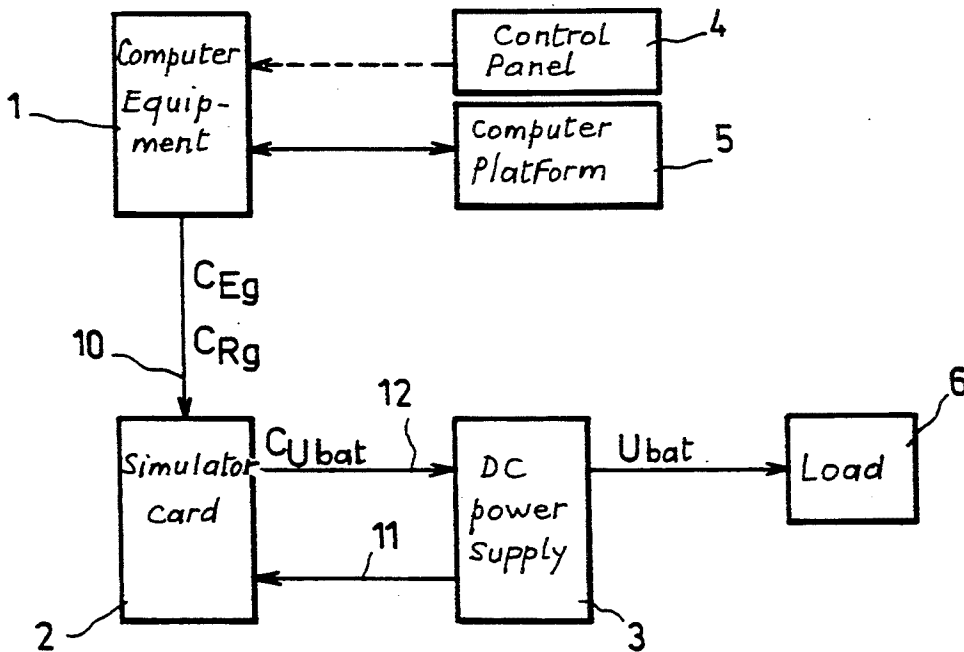 Computer
Equip-
ment
1
Control
Panel
4
Computer
Platform
5
CEg
CRg
10
Simulator
card
2
CUbat
12
11
DC
power
supply
3
Ubat
Load
6